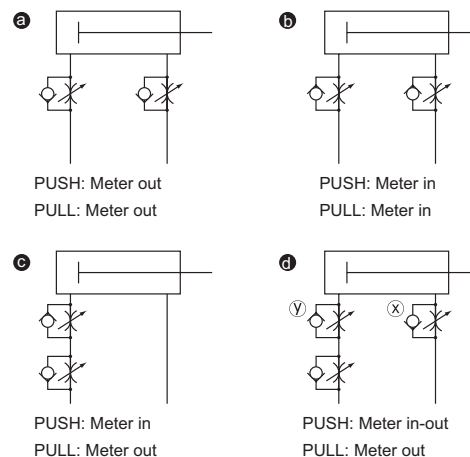 a
PUSH: Meter out
PULL: Meter out
b
PUSH: Meter in
PULL: Meter in
c
PUSH: Meter in
PULL: Meter out
d
y
x
PUSH: Meter in-out
PULL: Meter out